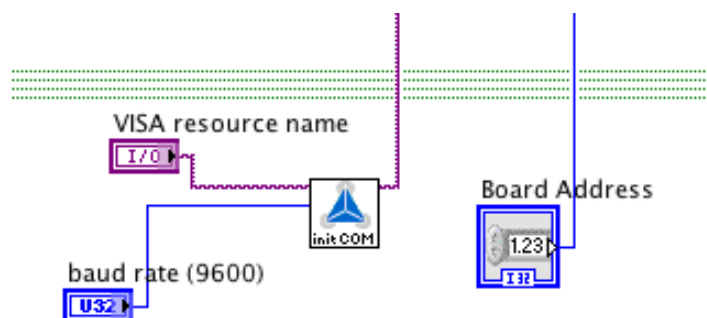 VISA resource name
I/O
Board Address
init COM
1.23
I32
baud rate (9600)
U32